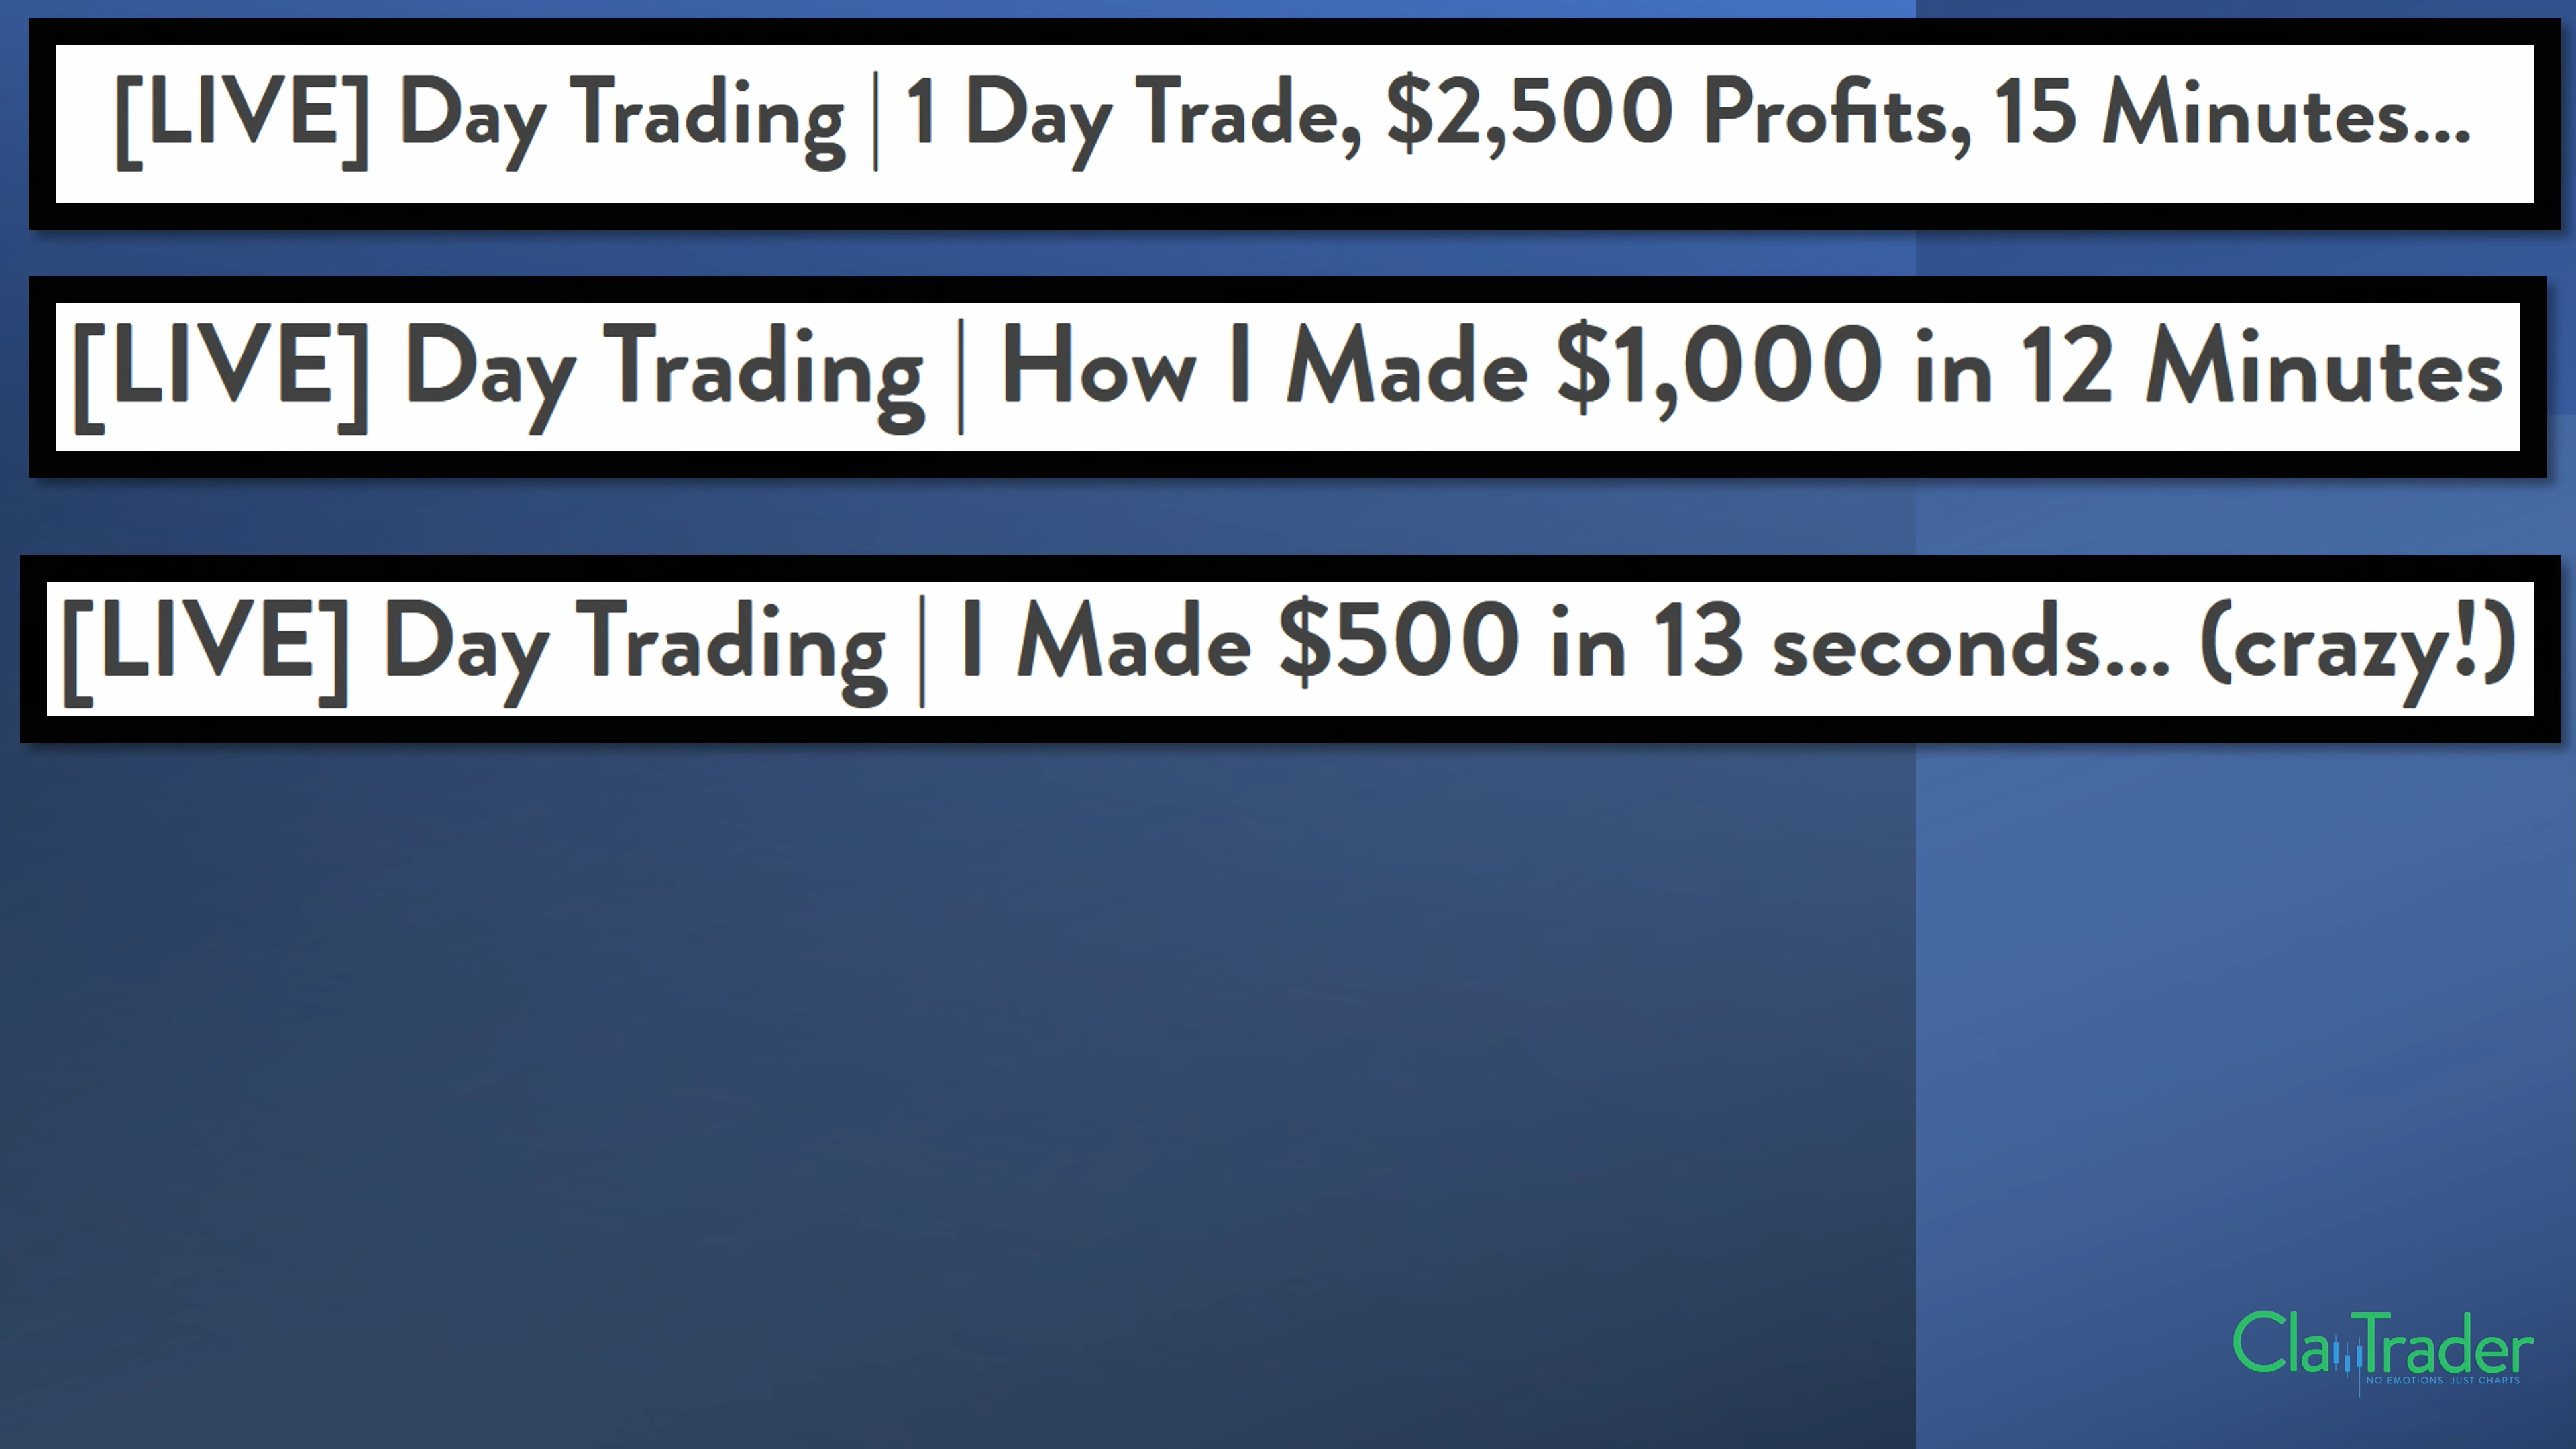 [LIVE] Day Trading | 1 Day Trade, $2,500 Profits, 15 Minutes...
[LIVE] Day Trading | How I Made $1,000 in 12 Minutes
[LIVE] Day Trading | I Made $500 in 13 seconds... (crazy!)
ClayTrader
NO EMOTIONS. JUST CHARTS.